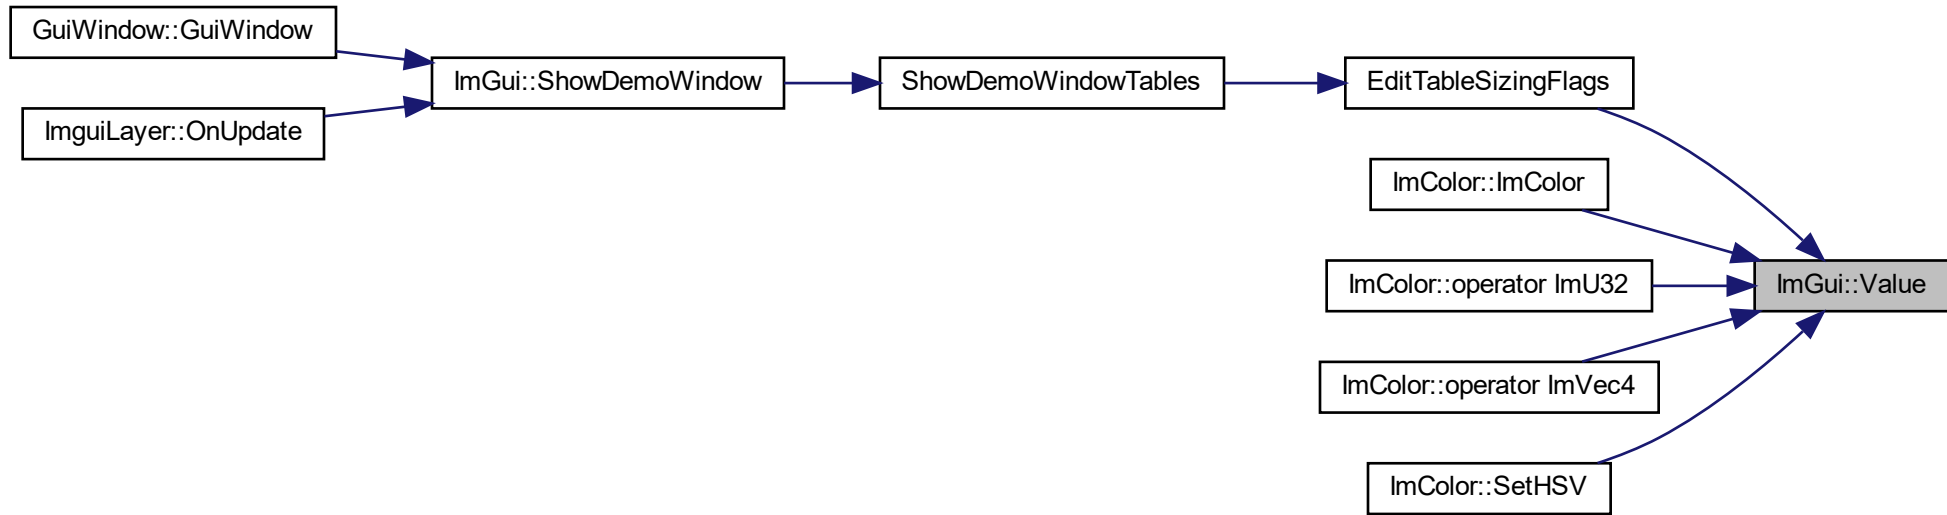 GuiWindow::GuiWindow
ImguiLayer::OnUpdate
ImGui::ShowDemoWindow
ShowDemoWindowTables
EditTableSizingFlags
ImColor::ImColor
ImColor::operator ImU32
ImColor::operator ImVec4
ImColor::SetHSV
ImGui::Value